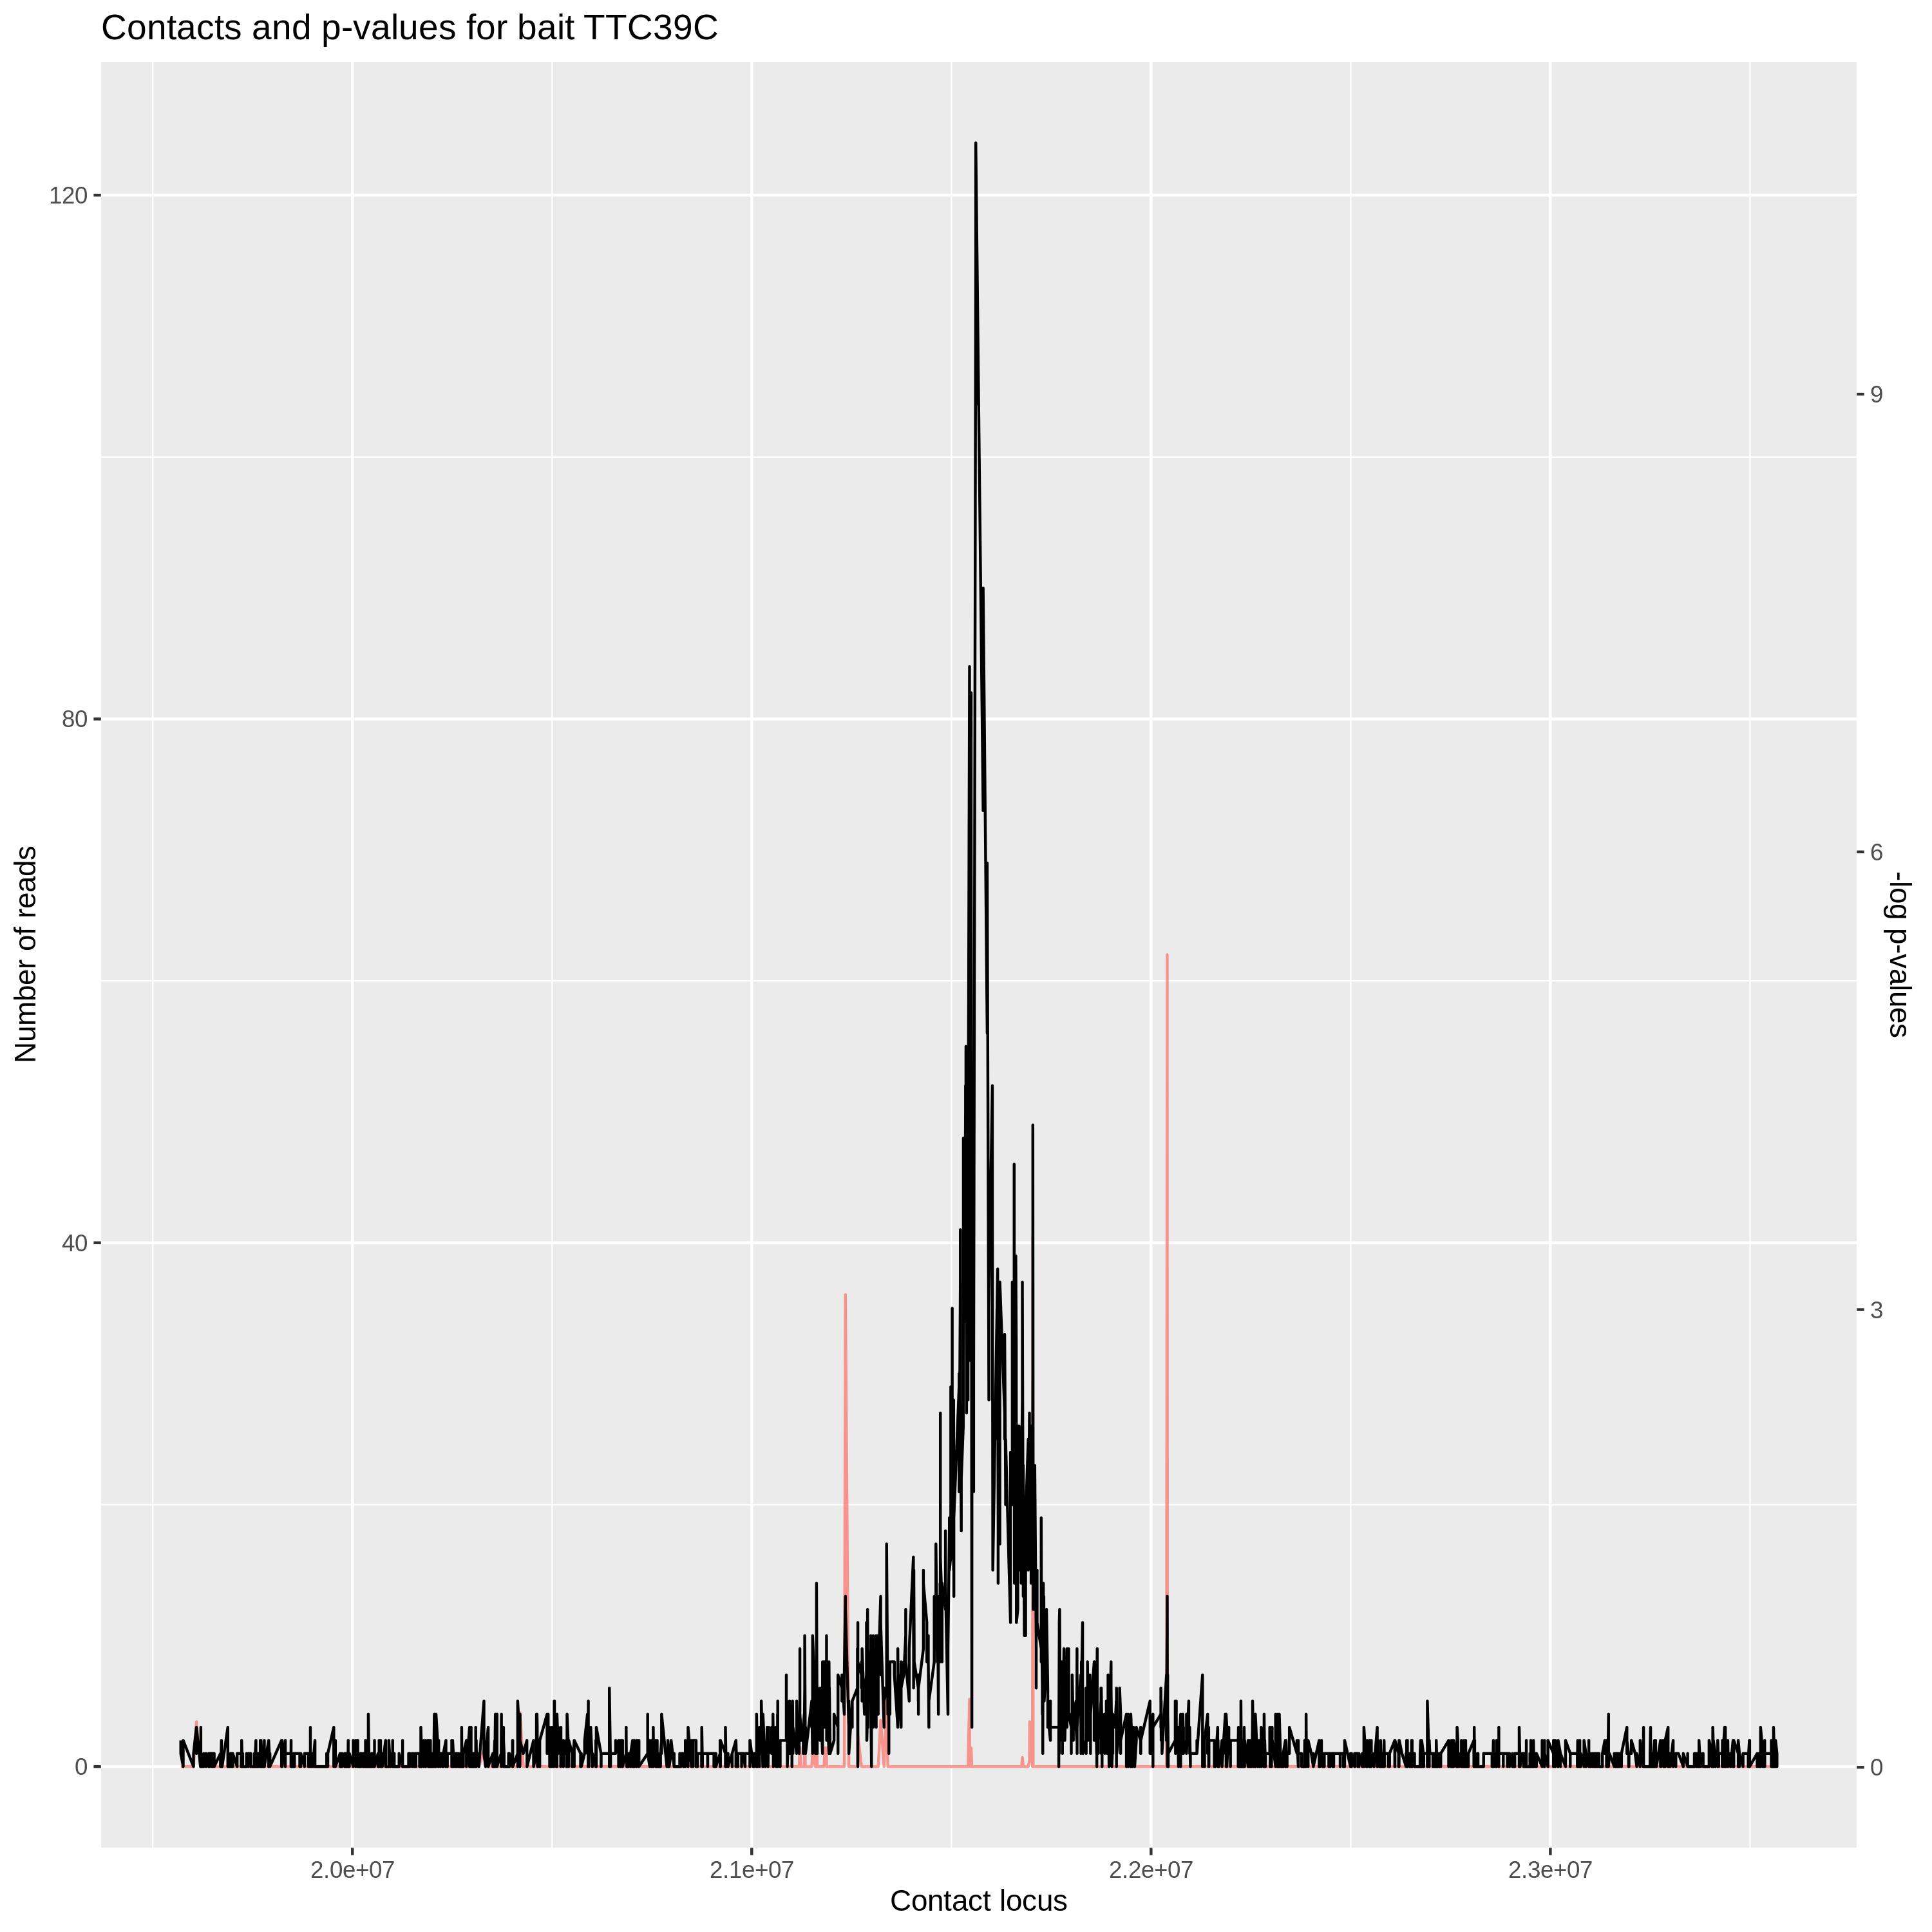 Contacts and p-values for bait TTC39C
120
80
40
0
Number of reads
9
6
3
0
-log p-values
2.0e+07
2.1e+07
2.2e+07
2.3e+07
Contact locus